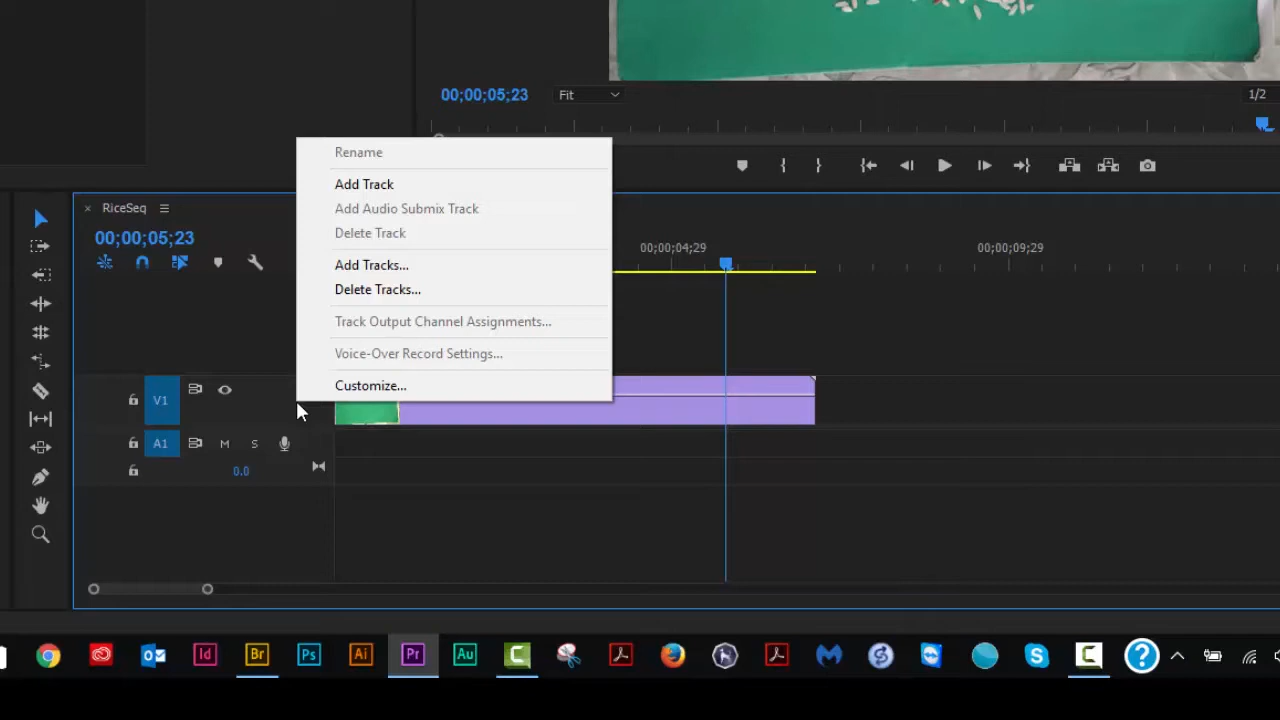 00;00;05;23
Fit
1/2
Rename
Add Track
Add Audio Submix Track
Delete Track
Add Tracks...
Delete Tracks...
Track Output Channel Assignments...
Voice-Over Record Settings...
Customize...
× RiceSeq
00;00;05;23
00;00;04;29
00;00;09;29
V1
A1 M S
0.0
Id Br Ps Ai Pr Au C S C ?